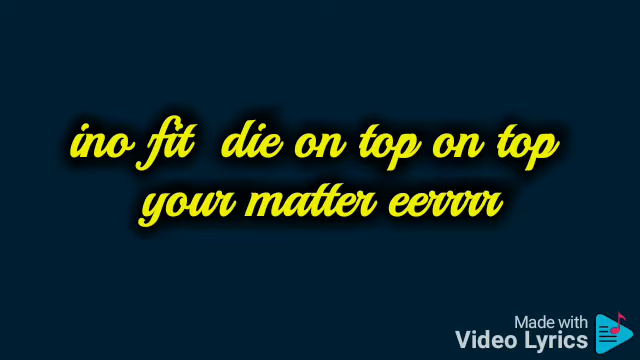 ino fit die on top on top
your matter eerrrr
Made with
Video Lyrics